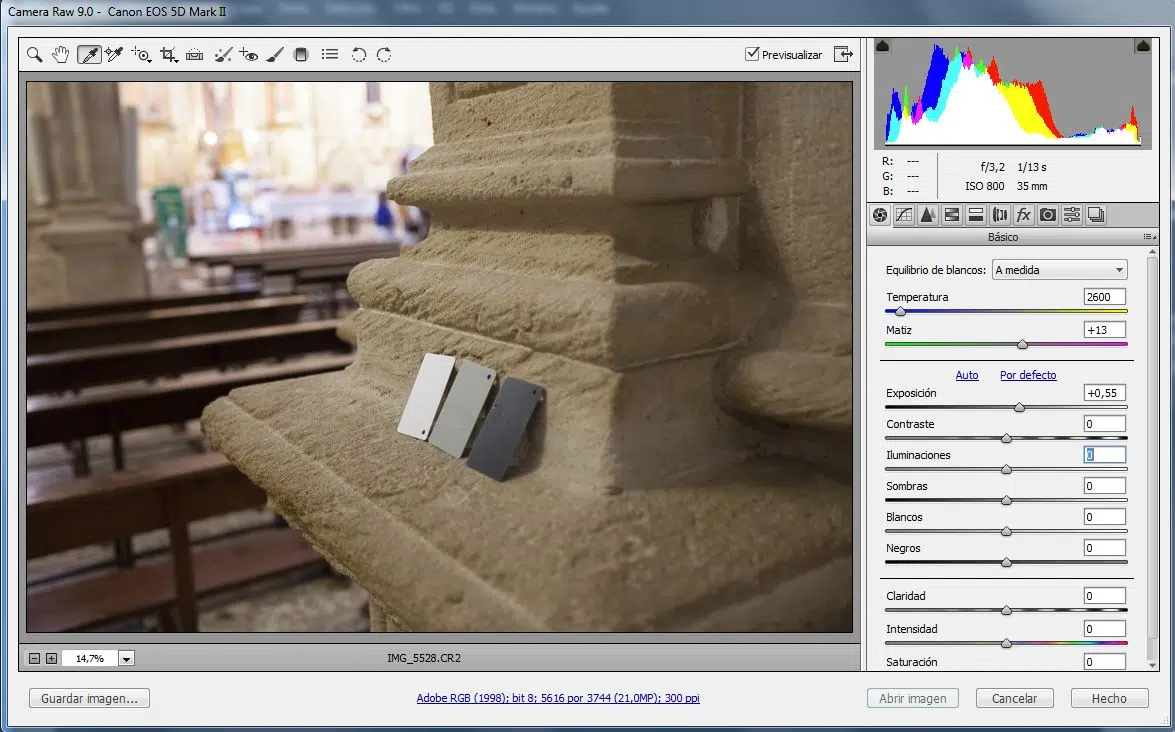 Camera Raw 9.0 - Canon EOS 5D Mark II
Previsualizar
R: ---
G: ---
B: ---
f/3,2 1/13 s
ISO 800 35 mm
fx
Básico
Equilibrio de blancos: A medida
Temperatura 2600
Matiz +13
Auto Por defecto
Exposición +0,55
Contraste 0
Iluminaciones 0
Sombras 0
Blancos 0
Negros 0
Claridad 0
Intensidad 0
Saturación 0
14,7% IMG_5528.CR2
Guardar imagen... Adobe RGB (1998); bit 8; 5616 por 3744 (21,0MP); 300 ppi Abrir imagen Cancelar Hecho